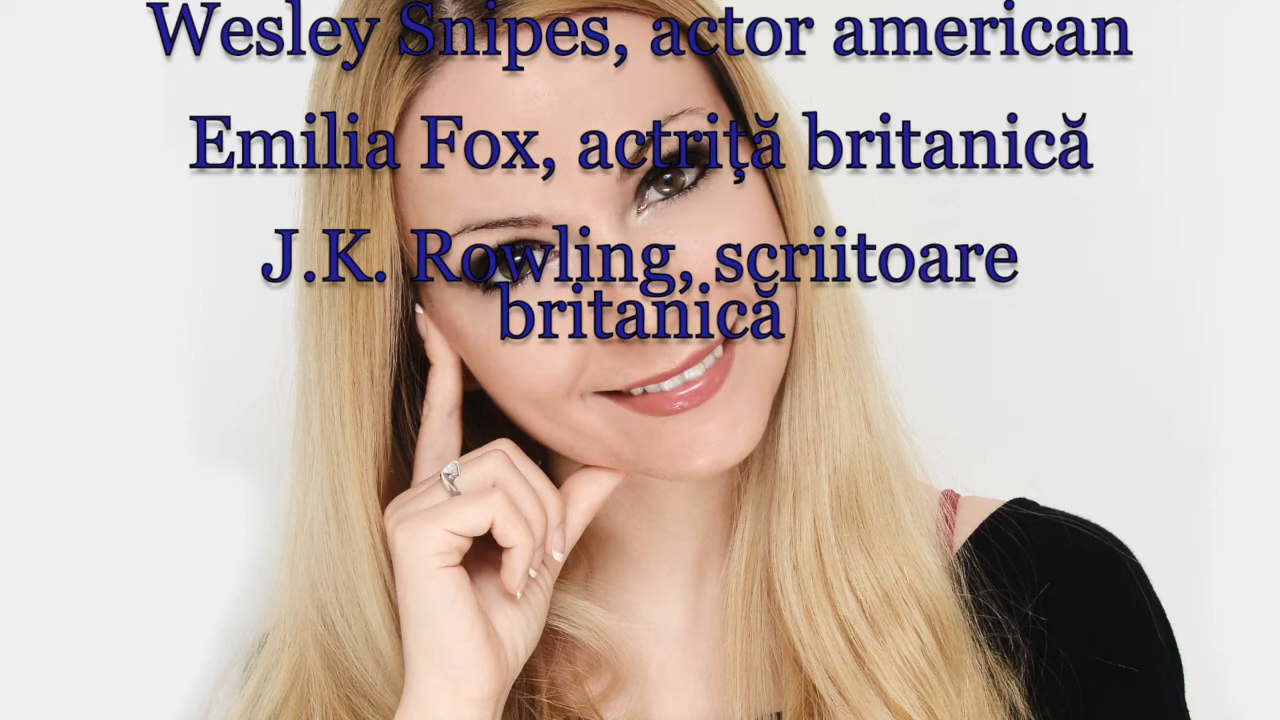 Wesley Snipes, actor american
Emilia Fox, actriță britanică
J.K. Rowling, scriitoare
britanică